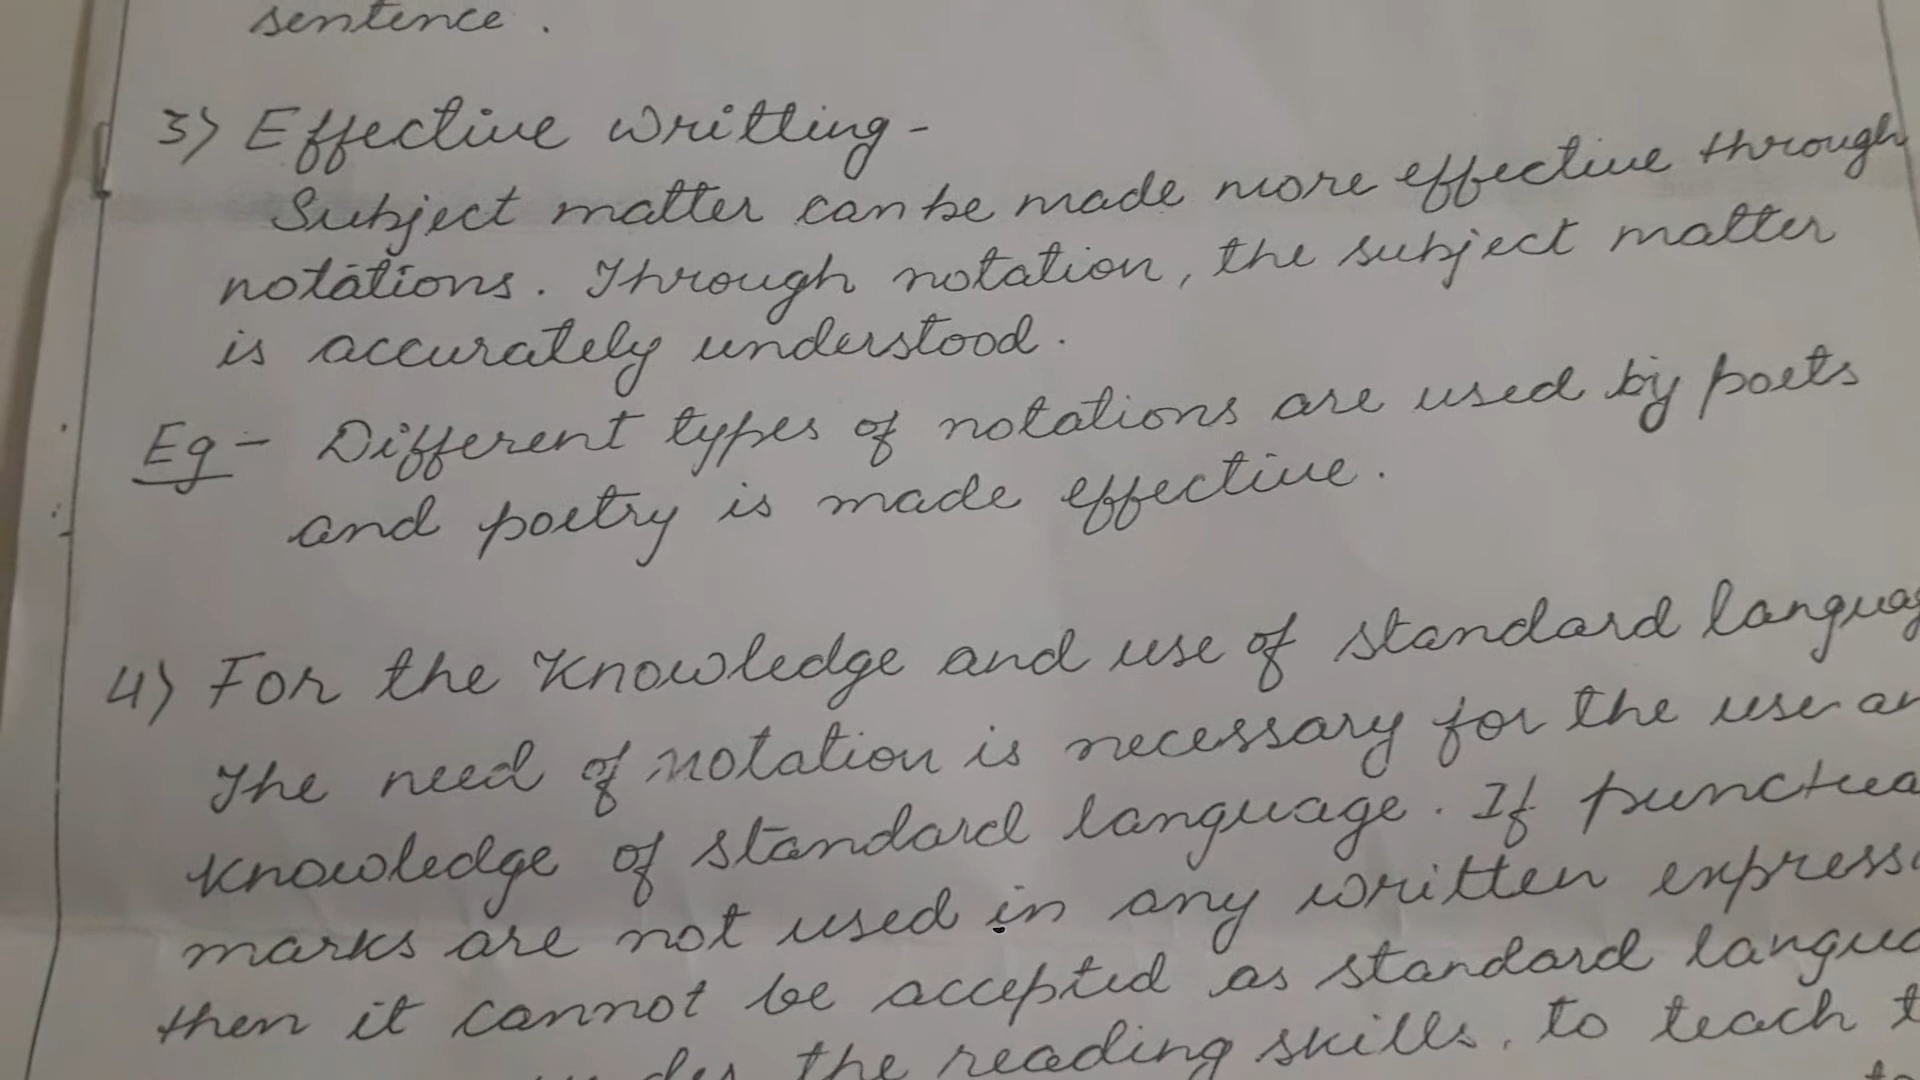 sentence.
3) Effective writting -
Subject matter can be made more effective through
notations. Through notation, the subject matter
is accurately understood.
Eg - Different types of notations are used by poets
and poetry is made effective.
4) For the Knowledge and use of standard languag
The need of notation is necessary for the use an
Knowledge of standard language. If punctua
marks are not used in any written express
then it cannot be accepted as standard langua
the reading skills, to teach t